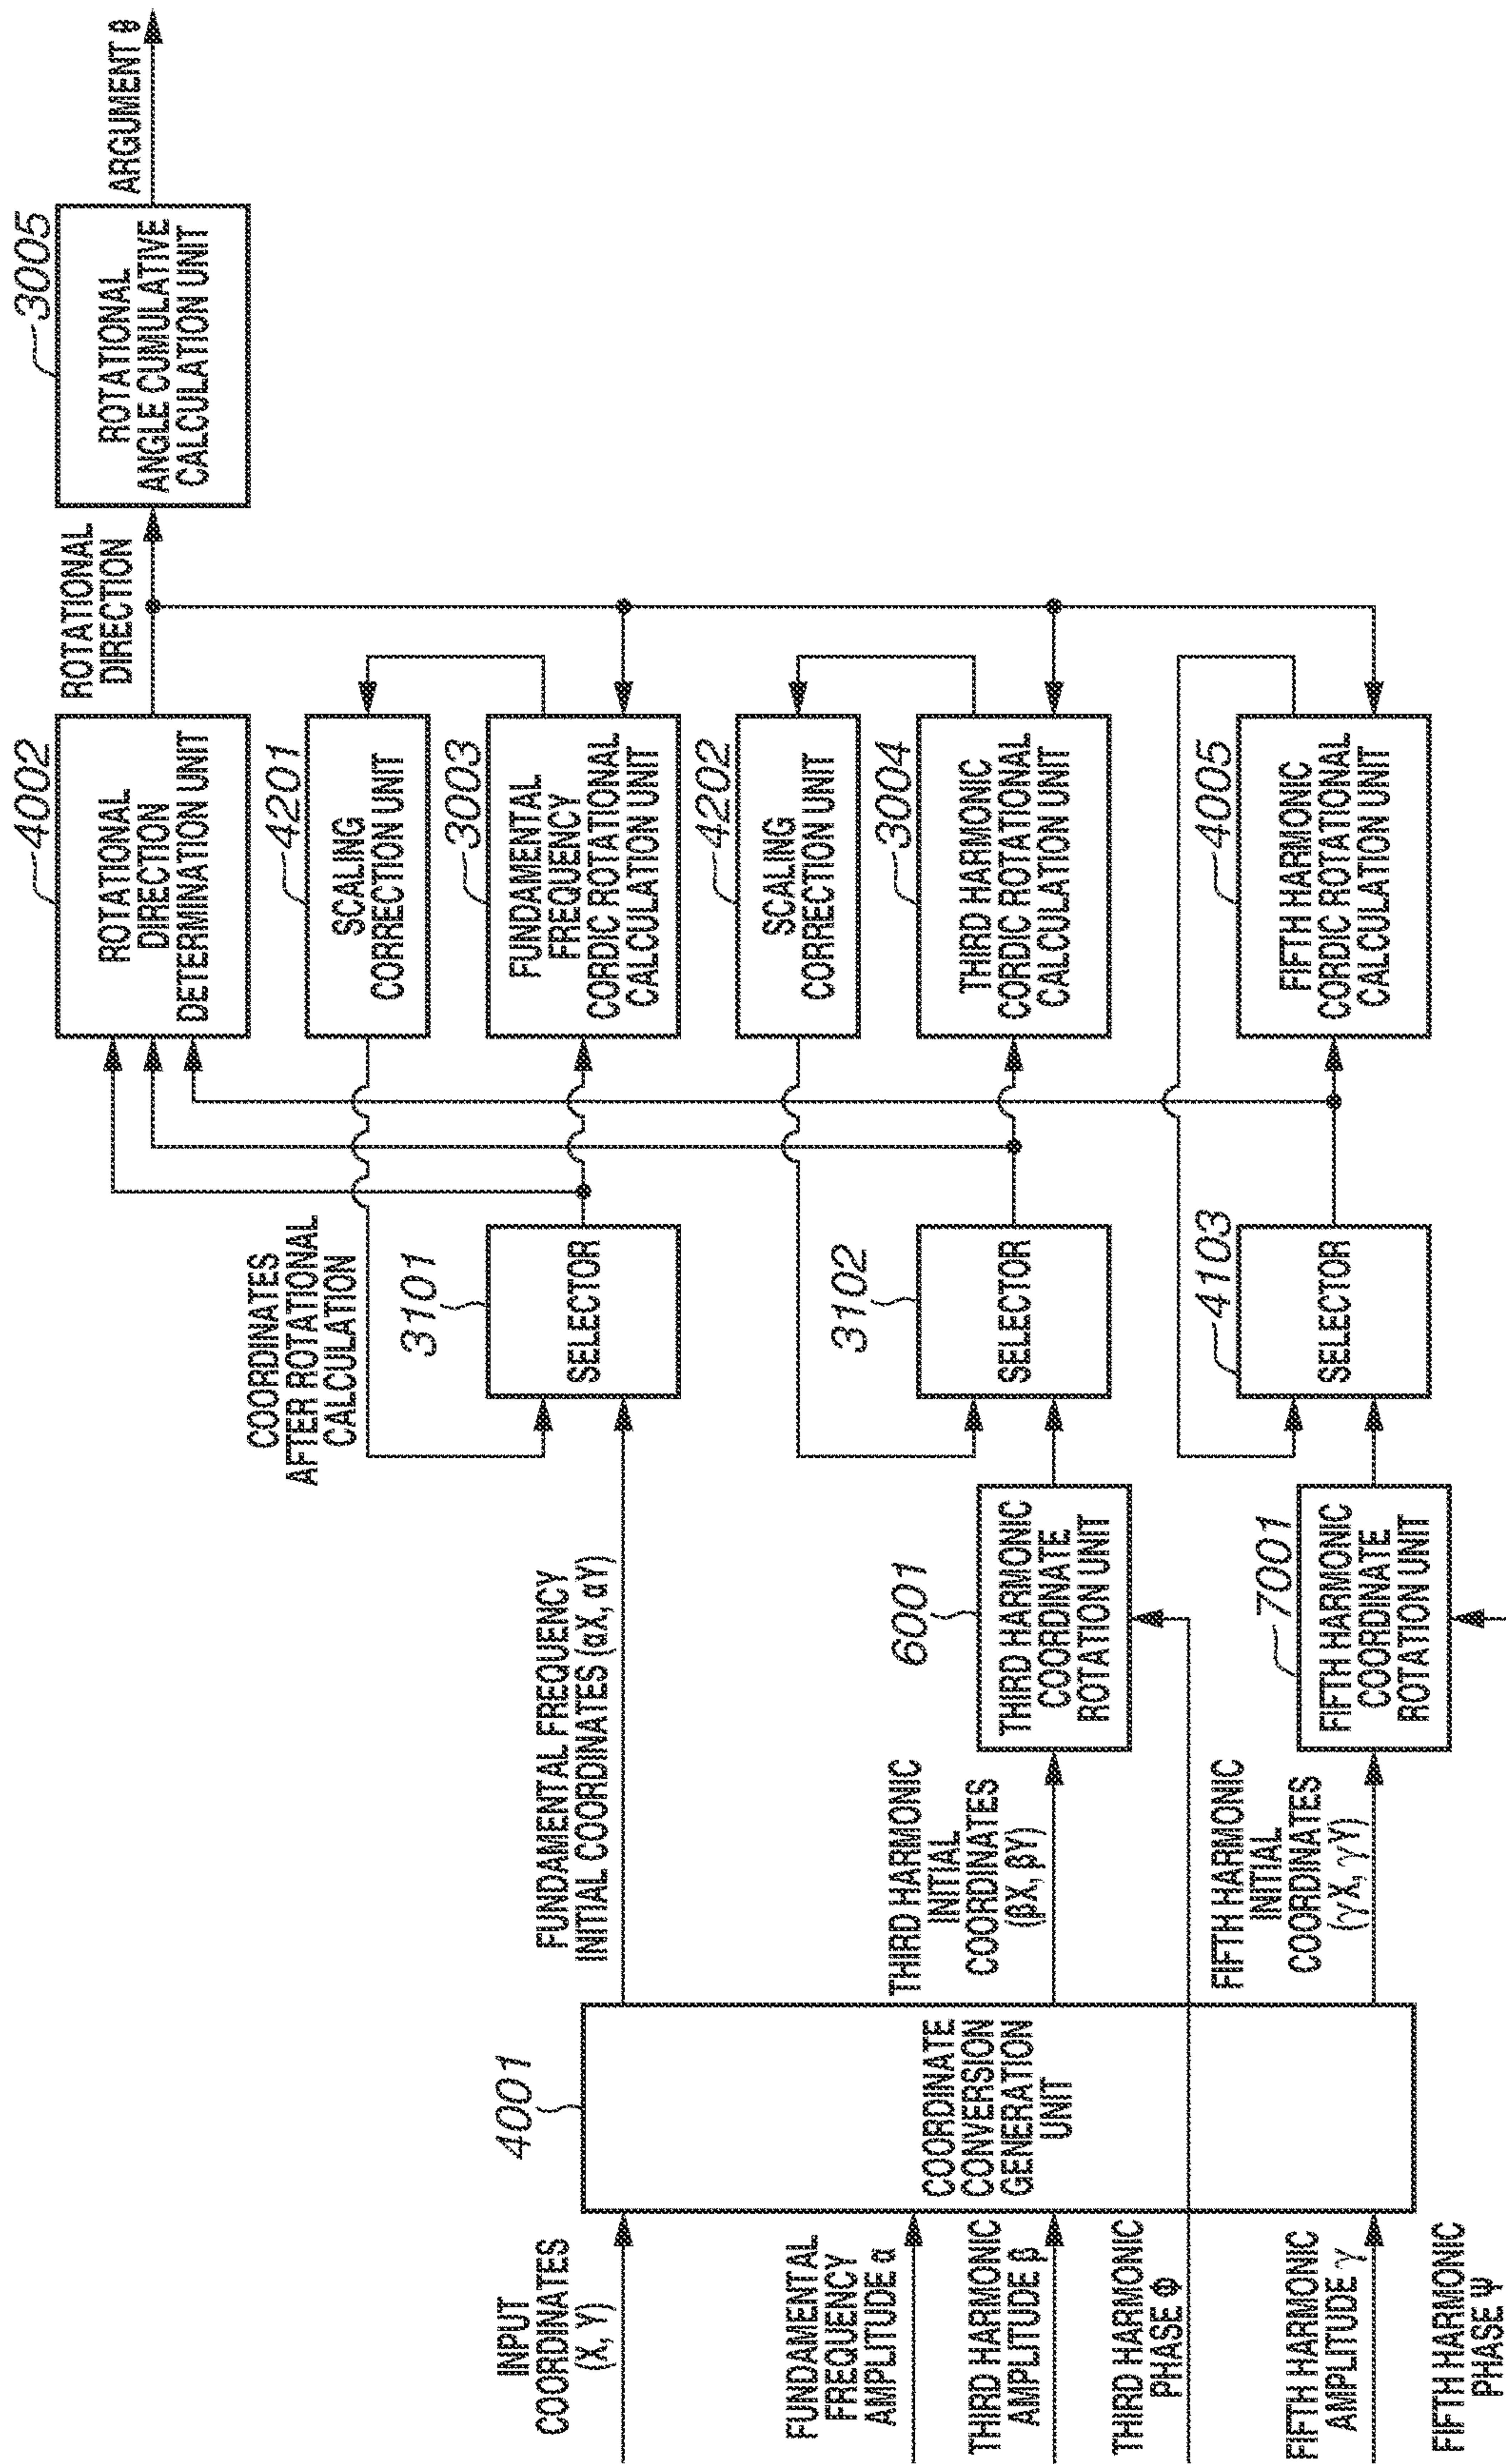 INPUT
COORDINATES
(X, Y)
FUNDAMENTAL
FREQUENCY
AMPLITUDE α
THIRD HARMONIC
AMPLITUDE β
THIRD HARMONIC
PHASE Φ
FIFTH HARMONIC
AMPLITUDE γ
FIFTH HARMONIC
PHASE Ψ
4001
COORDINATE
CONVERSION
GENERATION
UNIT
FUNDAMENTAL FREQUENCY
INITIAL COORDINATES (αX, αY)
THIRD HARMONIC
INITIAL
COORDINATES
(βX, βY)
FIFTH HARMONIC
INITIAL
COORDINATES
(γX, γY)
6001
THIRD HARMONIC
COORDINATE
ROTATION UNIT
7001
FIFTH HARMONIC
COORDINATE
ROTATION UNIT
COORDINATES
AFTER ROTATIONAL
CALCULATION
3101
SELECTOR
3102
SELECTOR
4103
SELECTOR
4002
ROTATIONAL
DIRECTION
DETERMINATION UNIT
4201
SCALING
CORRECTION UNIT
3003
FUNDAMENTAL
FREQUENCY
CORDIC ROTATIONAL
CALCULATION UNIT
4202
SCALING
CORRECTION UNIT
3004
THIRD HARMONIC
CORDIC ROTATIONAL
CALCULATION UNIT
4005
FIFTH HARMONIC
CORDIC ROTATIONAL
CALCULATION UNIT
ROTATIONAL
DIRECTION
3005
ROTATIONAL
ANGLE CUMULATIVE
CALCULATION UNIT
ARGUMENT